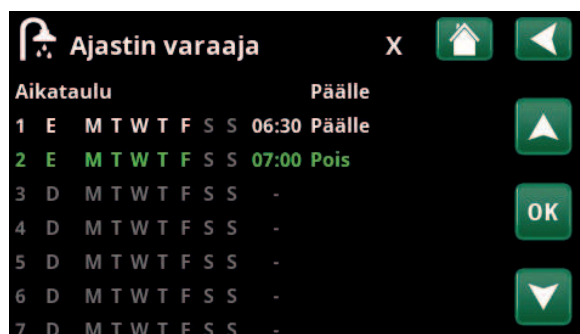 Ajastin varaaja X
Aikataulu Päälle
1 E M T W T F S S 06:30 Päälle
2 E M T W T F S S 07:00 Pois
3 D M T W T F S S -
4 D M T W T F S S -
OK
5 D M T W T F S S -
6 D M T W T F S S -
7 D M T W T F S S